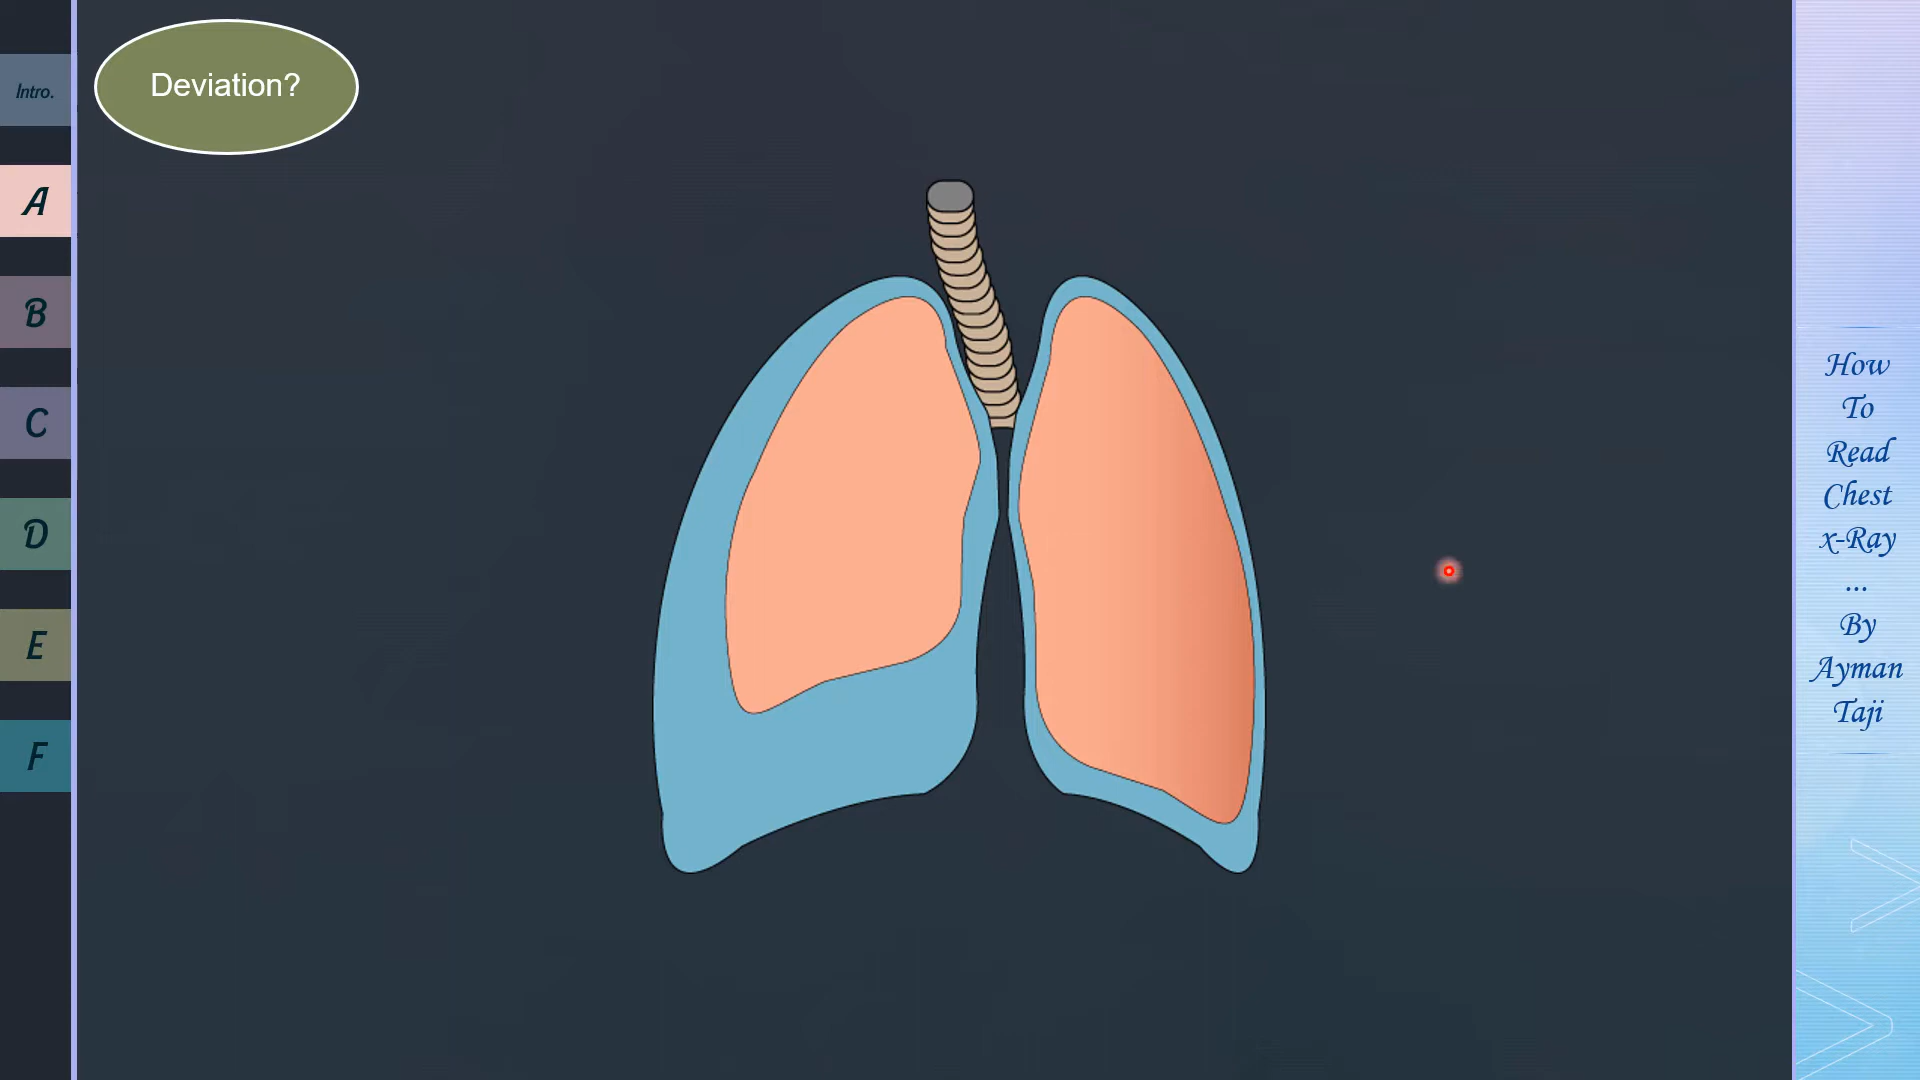 Deviation?
Intro.
A
B
C
D
E
F
How
To
Read
Chest
x-Ray
...
By
Ayman
Taji